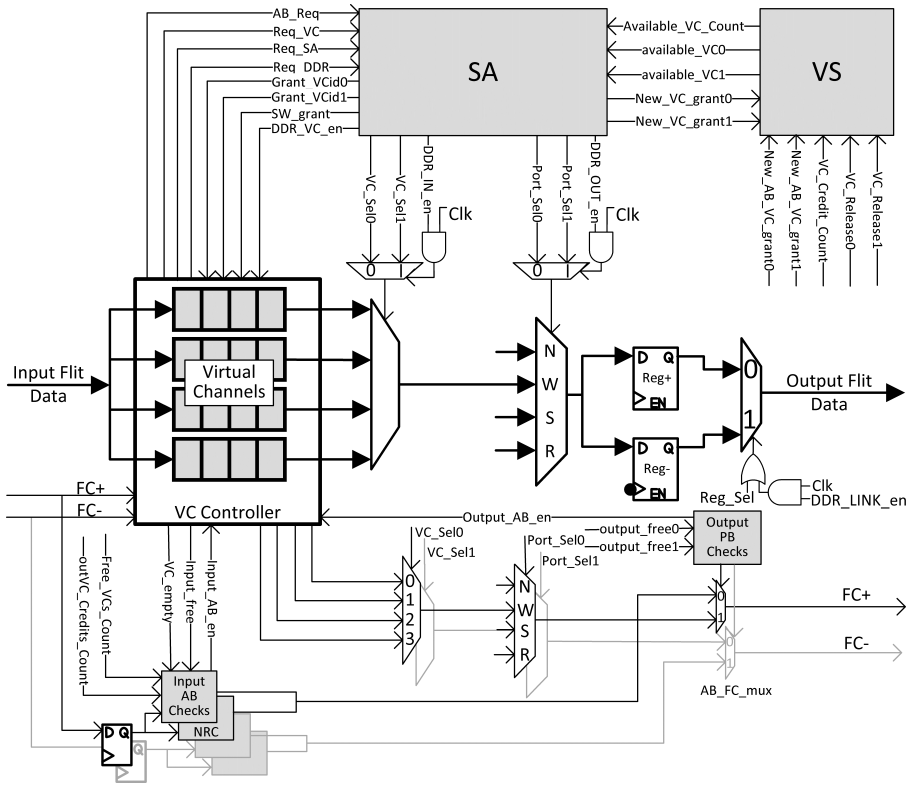 AB_Req
Req_VC
Req_SA
Req_DDR
Grant_VCid0
Grant_VCid1
SW_grant
DDR_VC_en
SA
Available_VC_Count
available_VC0
available_VC1
New_VC_grant0
New_VC_grant1
VS
VC_Sel0
VC_Sel1
DDR_IN_en
Clk
Port_Sel0
Port_Sel1
DDR_OUT_en
Clk
New_AB_VC_grant0
New_AB_VC_grant1
VC_Credit_Count
VC_Release0
VC_Release1
0 1
0 1
Input Flit
Data
Virtual
Channels
N
W
S
R
D Q
Reg+
EN
D Q
Reg-
EN
0
1
Output Flit
Data
Clk
DDR_LINK_en
Reg_Sel
FC+
FC-
VC Controller
Output_AB_en
Output
PB
Checks
output_free0
output_free1
VC_Sel0
VC_Sel1
Port_Sel0
Port_Sel1
outVC_Credits_Count
Free_VCs_Count
VC_empty
Input_free
Input_AB_en
0
1
2
3
N
W
S
R
0
1
FC+
0
1
FC-
AB_FC_mux
Input
AB
Checks
NRC
D Q
Q